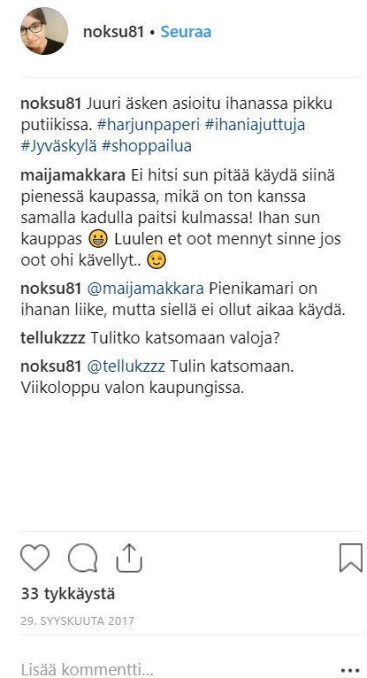 noksu81 • Seuraa
noksu81 Juuri äsken asioitu ihanassa pikku
putiikissa. #harjunpaperi #ihaniajuttuja
#Jyväskylä #shoppailua
maijamakkara Ei hitsi sun pitää käydä siinä
pienessä kaupassa, mikä on ton kanssa
samalla kadulla paitsi kulmassa! Ihan sun
kauppas 😀 Luulen et oot mennyt sinne jos
oot ohi kävellyt.. 😉
noksu81 @maijamakkara Pienikamari on
ihanan liike, mutta siellä ei ollut aikaa käydä.
tellukzzz Tulitko katsomaan valoja?
noksu81 @tellukzzz Tulin katsomaan.
Viikoloppu valon kaupungissa.
33 tykkäystä
29. SYYSKUUTA 2017
Lisää kommentti...